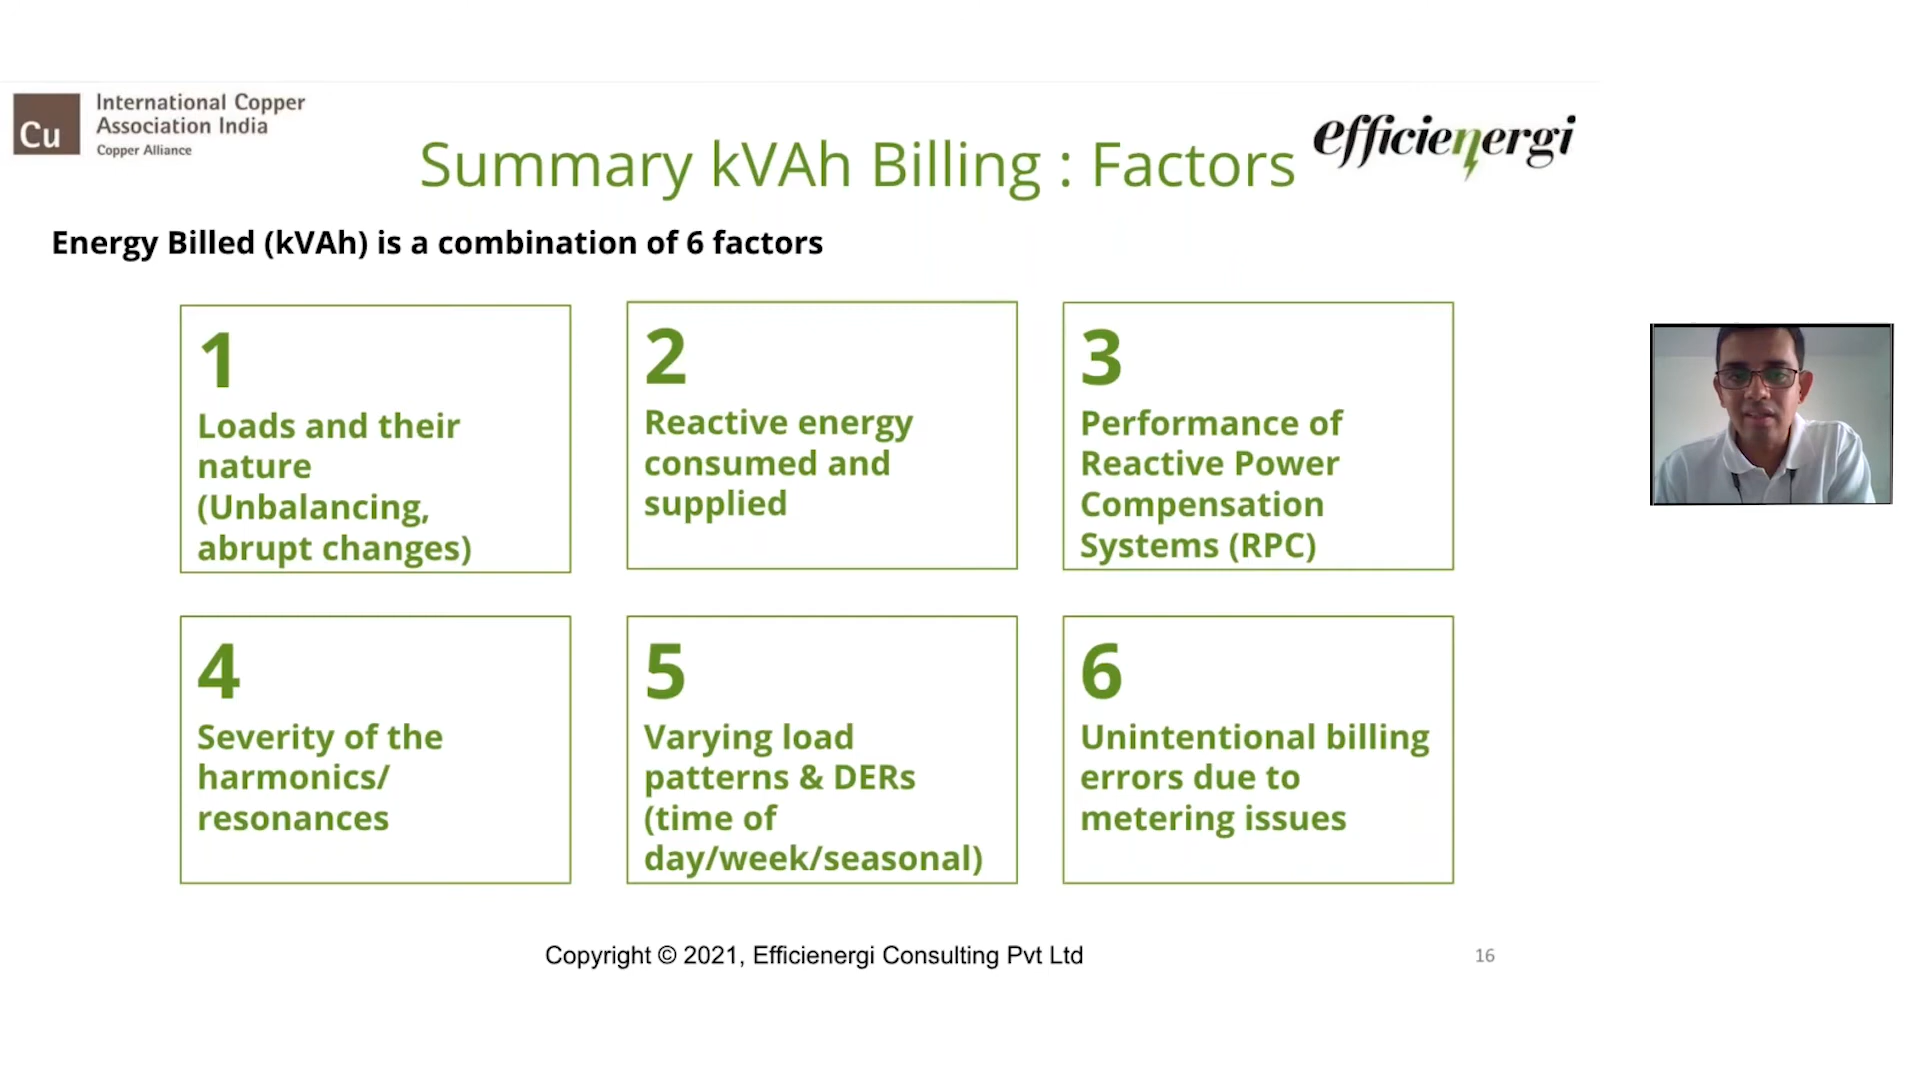 Cu
International Copper
Association India
Copper Alliance
Summary kVAh Billing : Factors
efficienergi
Energy Billed (kVAh) is a combination of 6 factors
1
Loads and their
nature
(Unbalancing,
abrupt changes)
2
Reactive energy
consumed and
supplied
3
Performance of
Reactive Power
Compensation
Systems (RPC)
4
Severity of the
harmonics/
resonances
5
Varying load
patterns & DERs
(time of
day/week/seasonal)
6
Unintentional billing
errors due to
metering issues
Copyright © 2021, Efficienergi Consulting Pvt Ltd
16